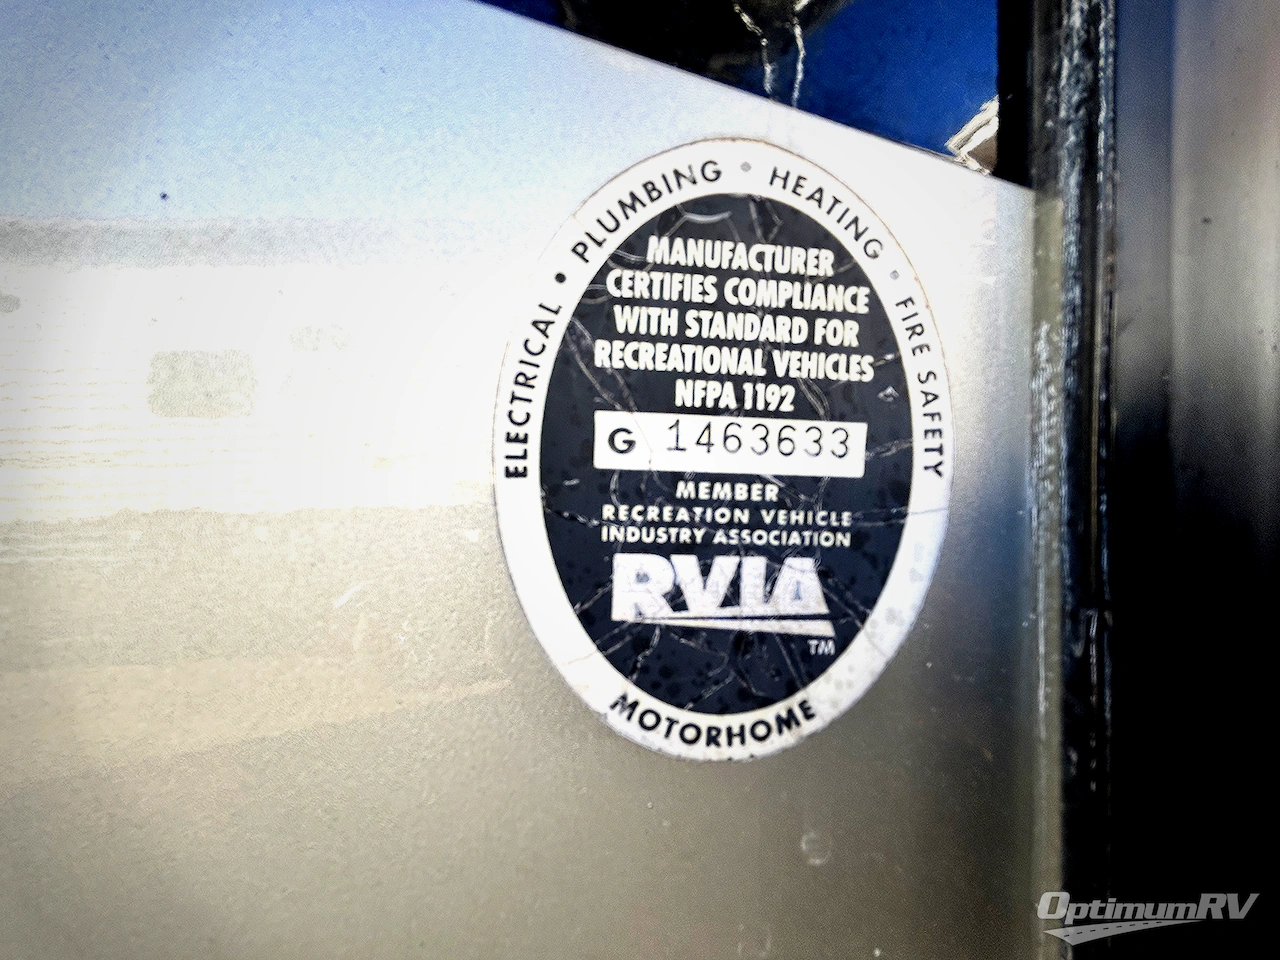 ELECTRICAL • PLUMBING • HEATING • FIRE SAFETY
MANUFACTURER
CERTIFIES COMPLIANCE
WITH STANDARD FOR
RECREATIONAL VEHICLES
NFPA 1192
G 1463633
MEMBER
RECREATION VEHICLE
INDUSTRY ASSOCIATION
RVIA
TM
MOTORHOME
OptimumRV